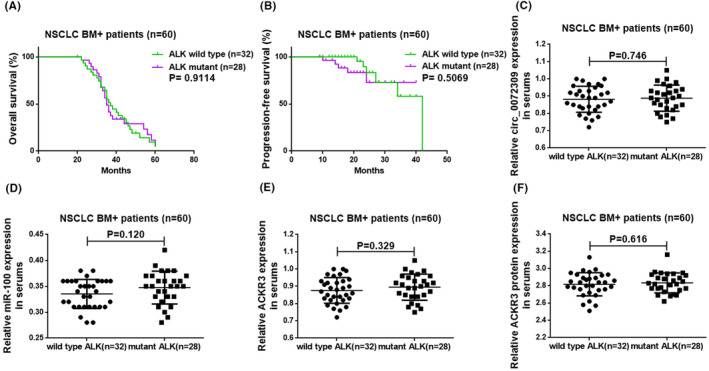 (A)
NSCLC BM+ patients (n=60)
ALK wild type (n=32)
ALK mutant (n=28)
P= 0.9114
Overall survival (%)
100
50
0
0 20 40 60 80
Months
(B)
NSCLC BM+ patients (n=60)
ALK wild type (n=32)
ALK mutant (n=28)
P= 0.5069
Progression-free survival (%)
100
50
0
0 10 20 30 40 50
Months
(C)
NSCLC BM+ patients (n=60)
P=0.746
Relative circ_0072309 expression
in serums
1.2
1.1
1.0
0.9
0.8
0.7
0.6
wild type ALK(n=32) mutant ALK(n=28)
(D)
NSCLC BM+ patients (n=60)
P=0.120
Relative miR-100 expression
in serums
0.45
0.40
0.35
0.30
0.25
wild type ALK(n=32) mutant ALK(n=28)
(E)
NSCLC BM+ patients (n=60)
P=0.329
Relative ACKR3 expression
in serums
1.2
1.1
1.0
0.9
0.8
0.7
0.6
wild type ALK(n=32) mutant ALK(n=28)
(F)
NSCLC BM+ patients (n=60)
P=0.616
Relative ACKR3 protein expression
in serums
3.4
3.2
3.0
2.8
2.6
2.4
2.2
wild type ALK(n=32) mutant ALK(n=28)